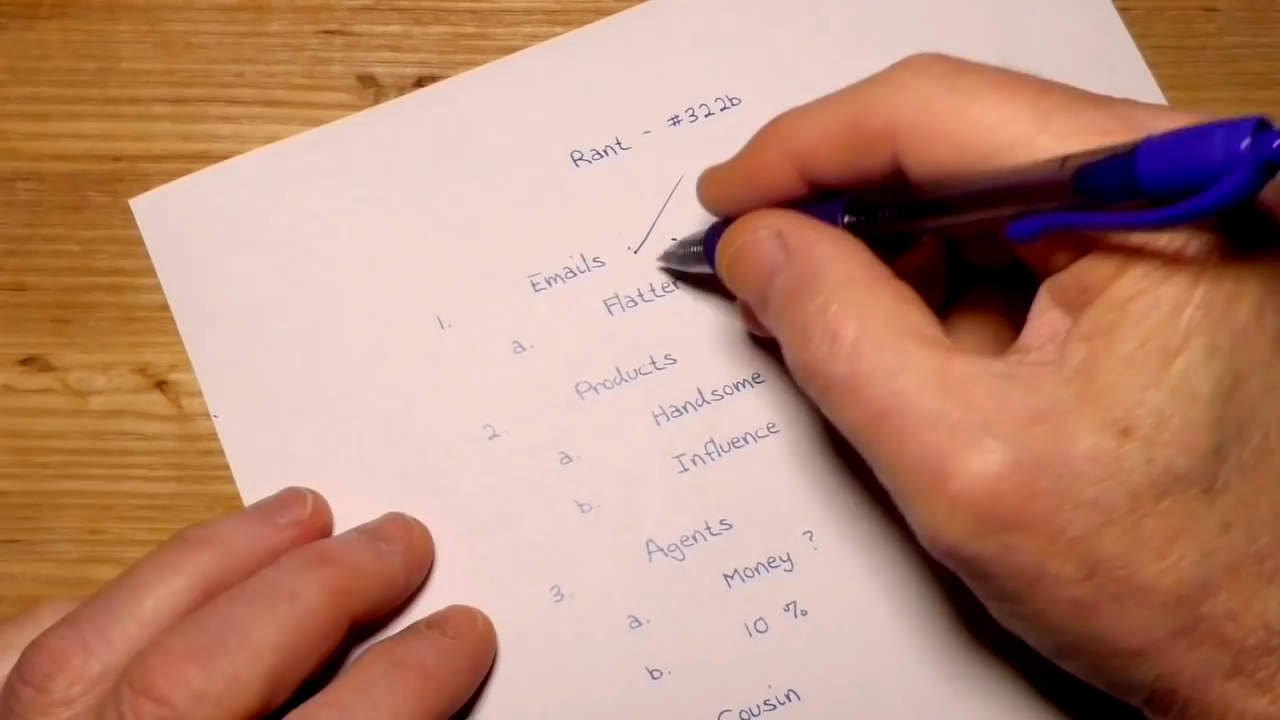 Rant - #322b
1. Emails
a. Flatter
2. Products
a. Handsome
b. Influence
3. Agents
a. Money ?
b. 10 %
Cousin